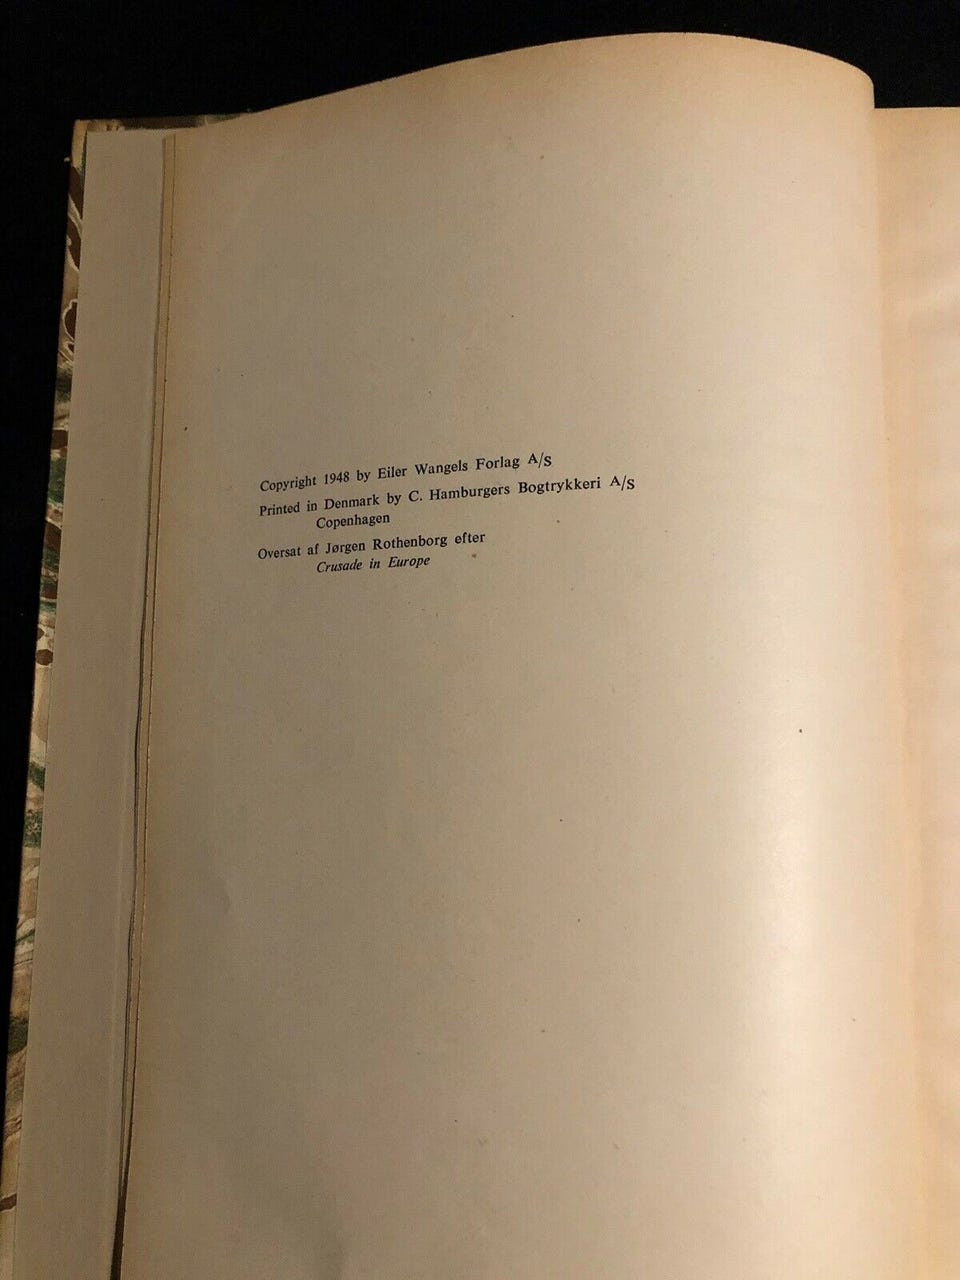 Copyright 1948 by Eiler Wangels Forlag A/s
Printed in Denmark by C. Hamburgers Bogtrykkeri A/s
Copenhagen
Oversat af Jørgen Rothenborg efter
Crusade in Europe